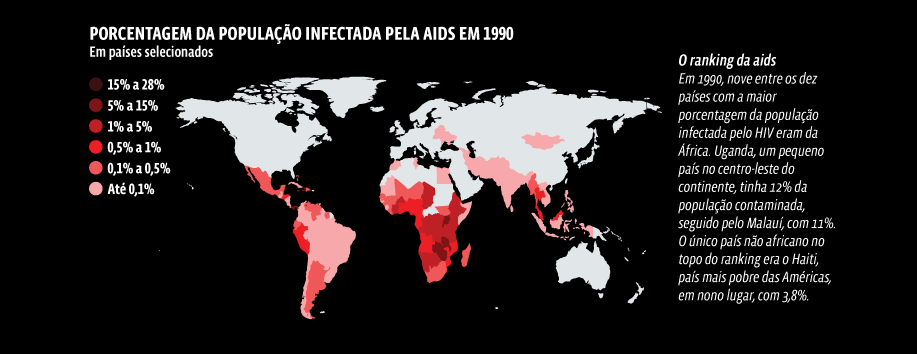 PORCENTAGEM DA POPULAÇÃO INFECTADA PELA AIDS EM 1990
Em países selecionados
15% a 28%
5% a 15%
1% a 5%
0,5% a 1%
0,1% a 0,5%
Até 0,1%
O ranking da aids
Em 1990, nove entre os dez
países com a maior
porcentagem da população
infectada pelo HIV eram da
África. Uganda, um pequeno
país no centro-leste do
continente, tinha 12% da
população contaminada,
seguido pelo Malauí, com 11%.
O único país não africano no
topo do ranking era o Haiti,
país mais pobre das Américas,
em nono lugar, com 3,8%.